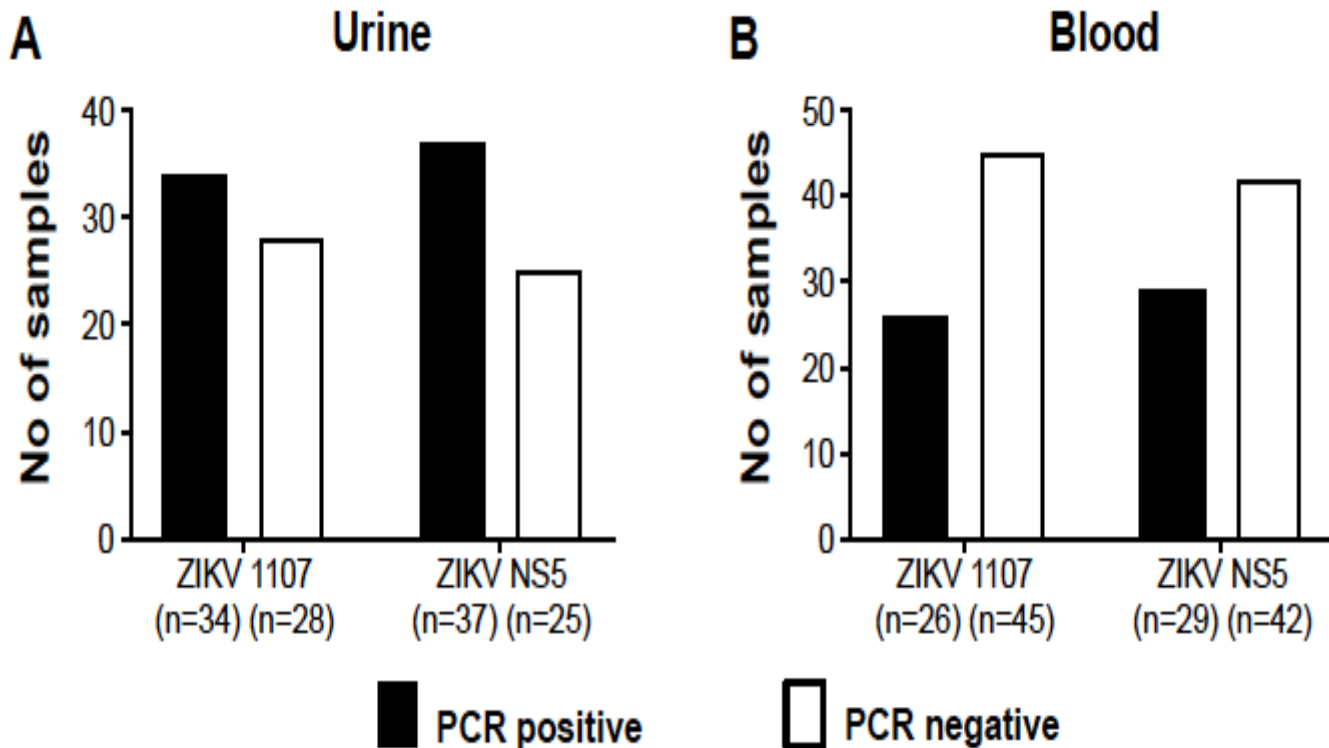 A Urine
No of samples
40
30
20
10
0
ZIKV 1107 ZIKV NS5
(n=34) (n=28) (n=37) (n=25)
B Blood
No of samples
50
40
30
20
10
0
ZIKV 1107 ZIKV NS5
(n=26) (n=45) (n=29) (n=42)
PCR positive PCR negative